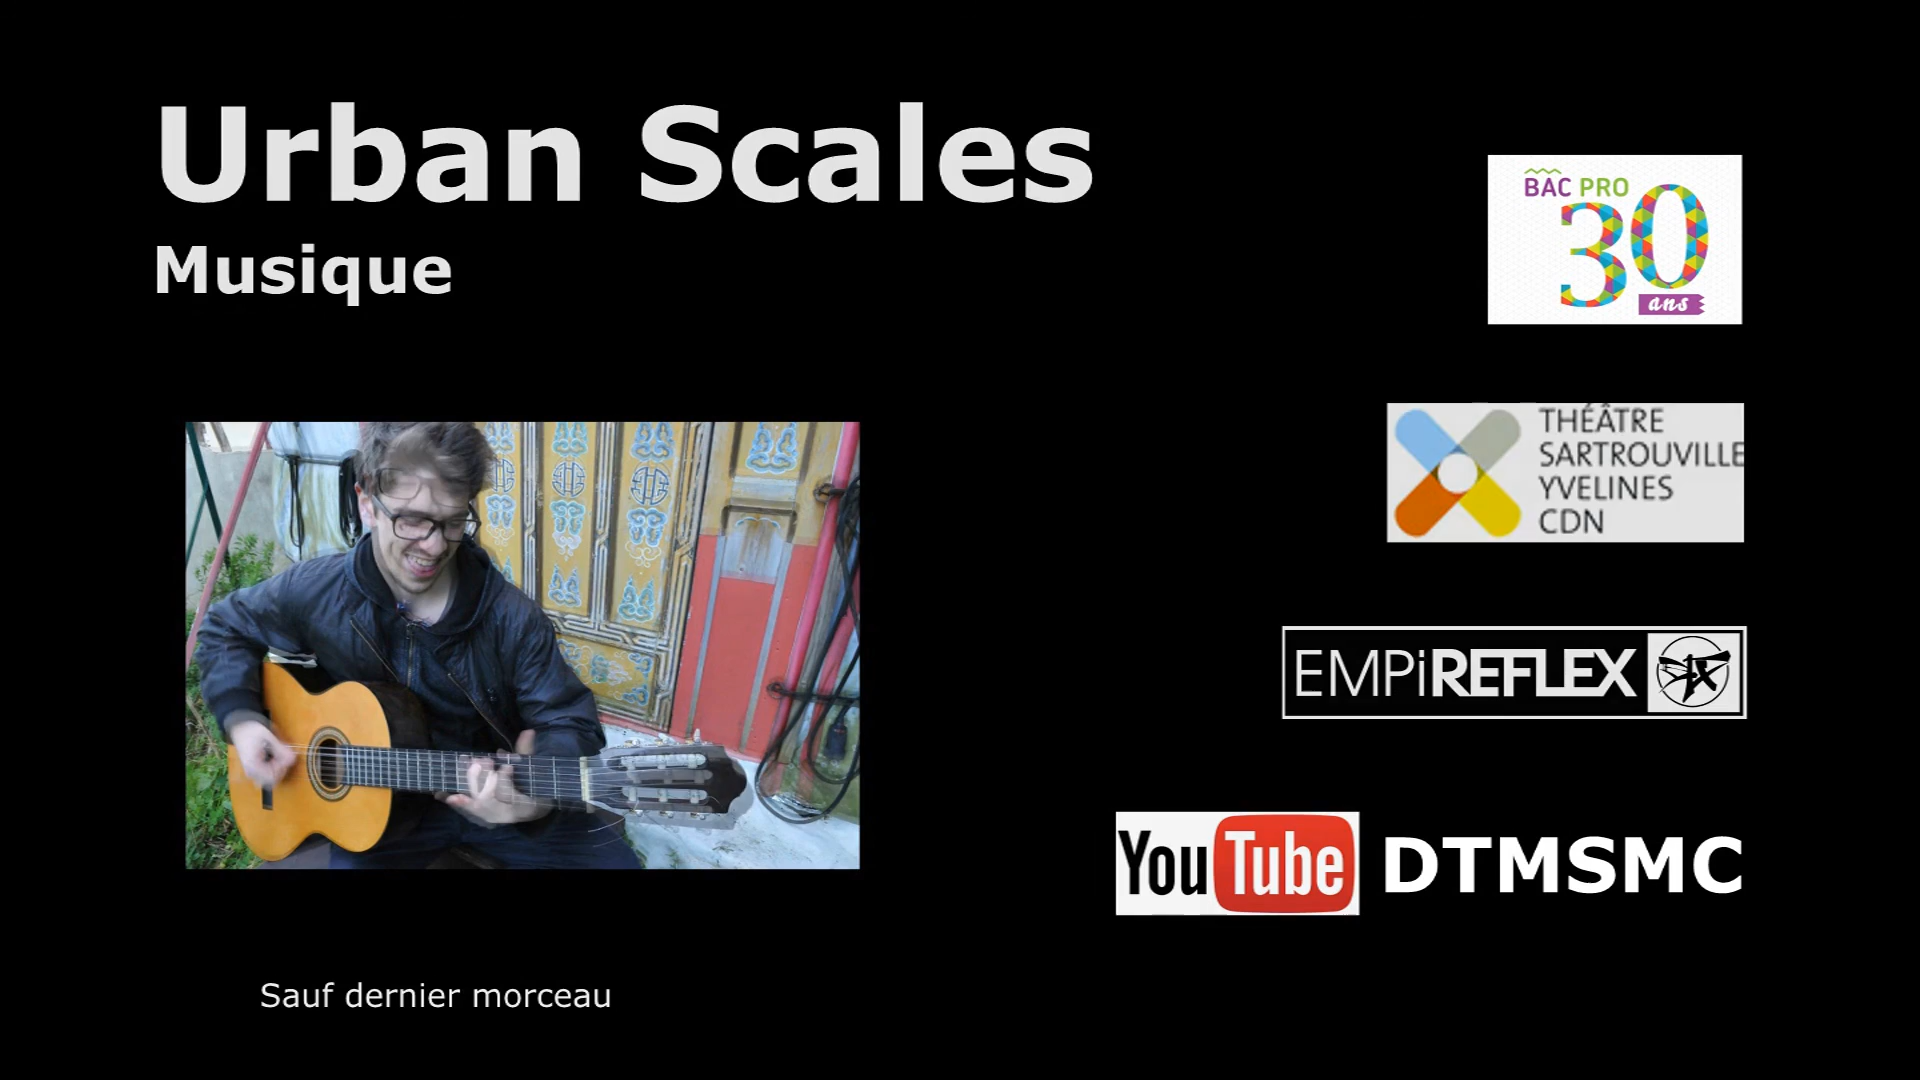 Urban Scales
Musique
BAC PRO
30
ans
THÉÂTRE
SARTROUVILLE
YVELINES
CDN
EMPiREFLEX
YouTube DTMSMC
Sauf dernier morceau